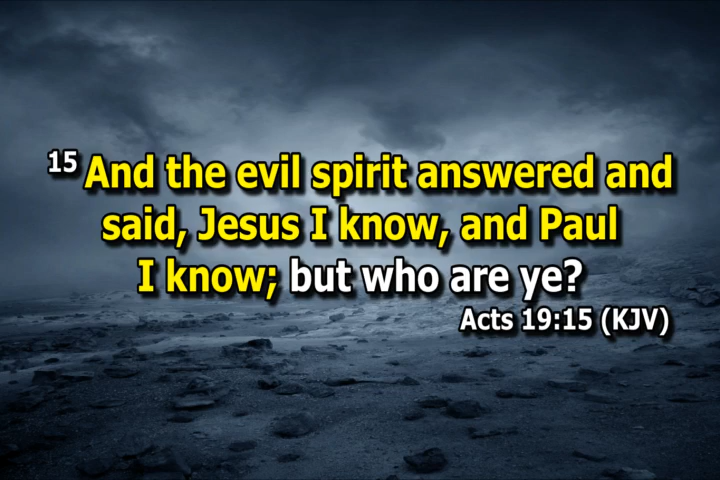 15 And the evil spirit answered and
said, Jesus I know, and Paul
I know; but who are ye?
Acts 19:15 (KJV)